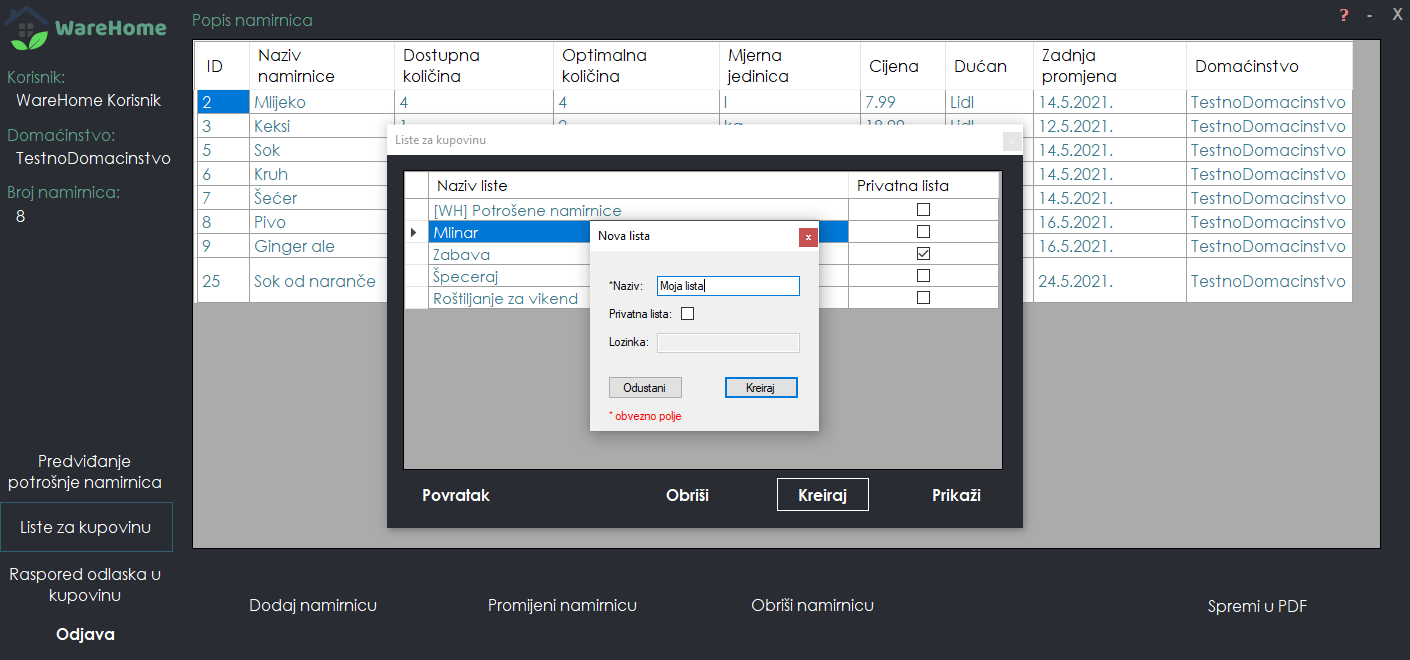 WareHome
Korisnik:
WareHome Korisnik
Domaćinstvo:
TestnoDomacinstvo
Broj namirnica:
8
Predviđanje
potrošnje namirnica
Liste za kupovinu
Raspored odlaska u
kupovinu
Odjava
Popis namirnica
? - X
ID Naziv namirnice Dostupna količina Optimalna količina Mjerna jedinica Cijena Dućan Zadnja promjena Domaćinstvo
2 Mlijeko 4 4 l 7.99 Lidl 14.5.2021. TestnoDomacinstvo
3 Keksi 12.5.2021. TestnoDomacinstvo
5 Sok 14.5.2021. TestnoDomacinstvo
6 Kruh 14.5.2021. TestnoDomacinstvo
7 Šećer 14.5.2021. TestnoDomacinstvo
8 Pivo 16.5.2021. TestnoDomacinstvo
9 Ginger ale 16.5.2021. TestnoDomacinstvo
25 Sok od naranče 24.5.2021. TestnoDomacinstvo
Liste za kupovinu
Naziv liste Privatna lista
[WH] Potrošene namirnice
Mlinar
Zabava
Špeceraj
Roštiljanje za vikend
Nova lista
x
*Naziv: Moja lista
Privatna lista:
Lozinka:
Odustani Kreiraj
* obvezno polje
Povratak Obriši Kreiraj Prikaži
Dodaj namirnicu Promijeni namirnicu Obriši namirnicu Spremi u PDF